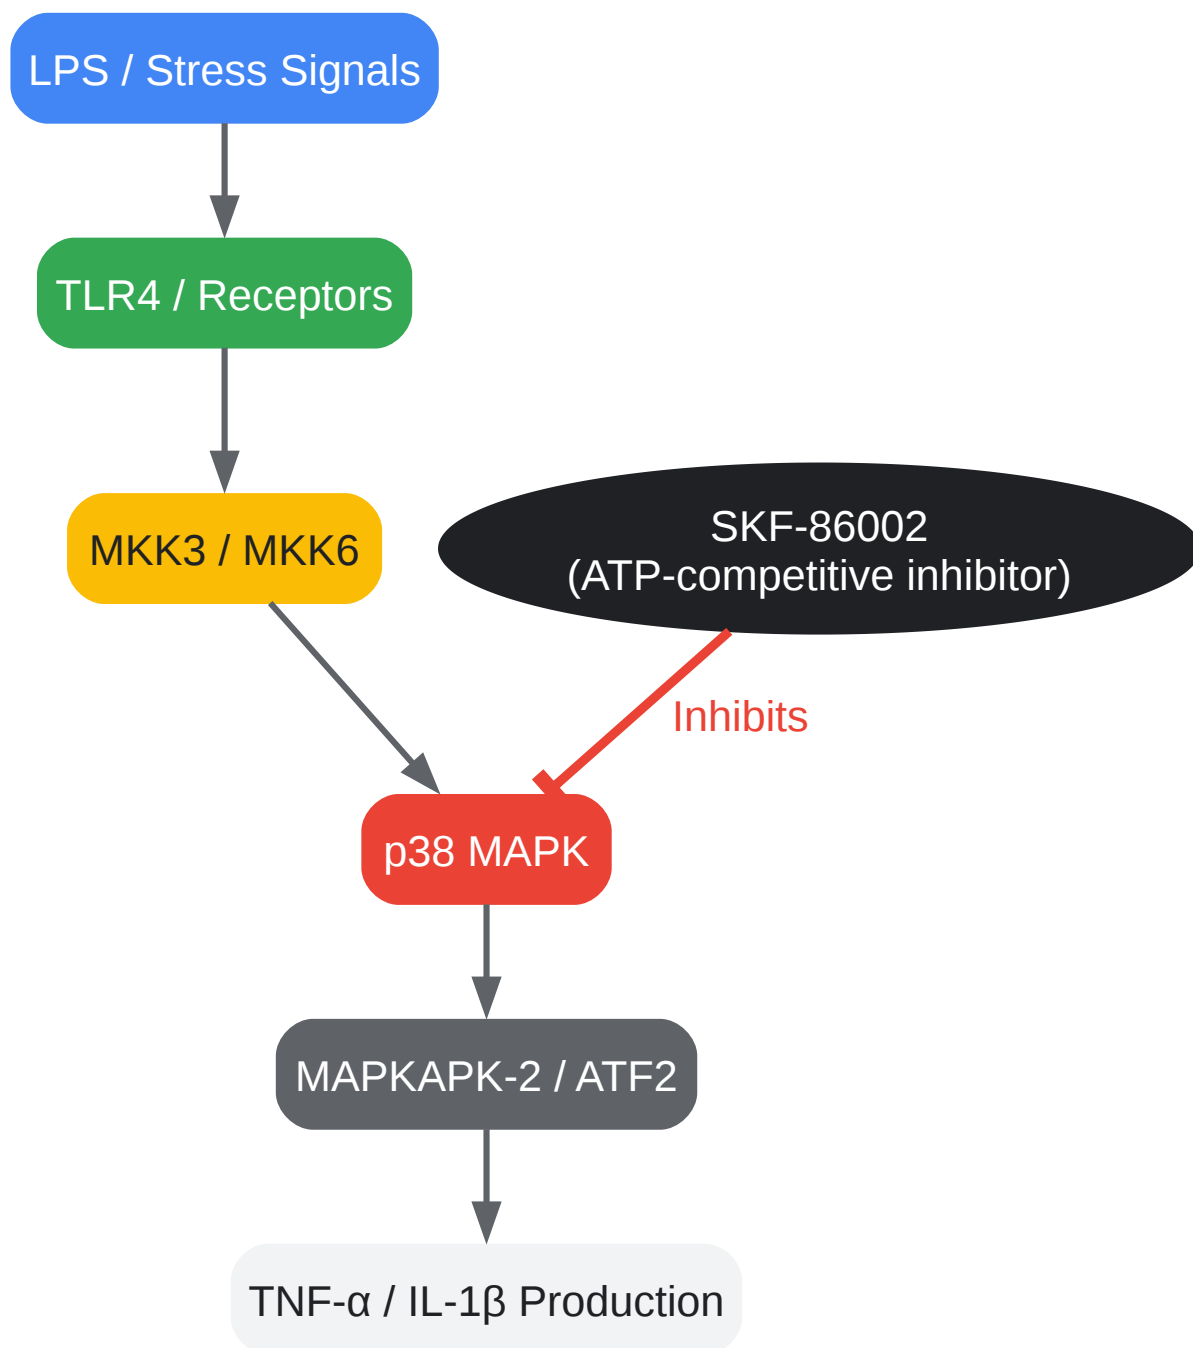 LPS / Stress Signals
TLR4 / Receptors
MKK3 / MKK6
SKF-86002
(ATP-competitive inhibitor)
Inhibits
p38 MAPK
MAPKAPK-2 / ATF2
TNF-α / IL-1β Production